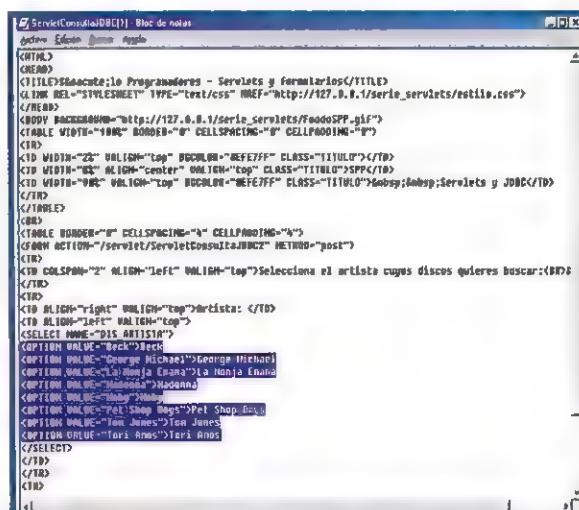 ServletConsultaJDBC[1] - Bloc de notas
Archivo Edición Buscar Ayuda
<HTML>
<HEAD>
<TITLE>S&oacute;lo Programadores - Servlets y Formularios</TITLE>
<LINK REL="STYLESHEET" TYPE="text/css" HREF="http://127.0.0.1/serie_servlets/estilo.css">
</HEAD>
<BODY BACKGROUND="http://127.0.0.1/serie_servlets/FondoSPP.gif">
<TABLE WIDTH="100%" BORDER="0" CELLSPACING="0" CELLPADDING="0">
<TR>
<TD WIDTH="2%" VALIGN="top" BGCOLOR="#EFE7FF" CLASS="TITULO"></TD>
<TD WIDTH="8%" ALIGN="center" VALIGN="top" CLASS="TITULO">SPP</TD>
<TD WIDTH="90%" VALIGN="top" BGCOLOR="#EFE7FF" CLASS="TITULO">&nbsp;&nbsp;Servlets y JDBC</TD>
</TR>
</TABLE>
<BR>
<TABLE BORDER="0" CELLSPACING="4" CELLPADDING="4">
<FORM ACTION="/servlet/ServletConsultaJDBC2" METHOD="post">
<TR>
<TD COLSPAN="2" ALIGN="left" VALIGN="top">Selecciona el artista cuyos discos quieres buscar:<BR>&
</TR>
<TR>
<TD ALIGN="right" VALIGN="top">Artista: </TD>
<TD ALIGN="left" VALIGN="top">
<SELECT NAME="DIS_ARTISTA">
<OPTION VALUE="Beck">Beck
<OPTION VALUE="George Michael">George Michael
<OPTION VALUE="La Monja Enana">La Monja Enana
<OPTION VALUE="Madonna">Madonna
<OPTION VALUE="Moby">Moby
<OPTION VALUE="Pet Shop Boys">Pet Shop Boys
<OPTION VALUE="Tom Jones">Tom Jones
<OPTION VALUE="Tori Amos">Tori Amos
</SELECT>
</TD>
</TR>
<TR>